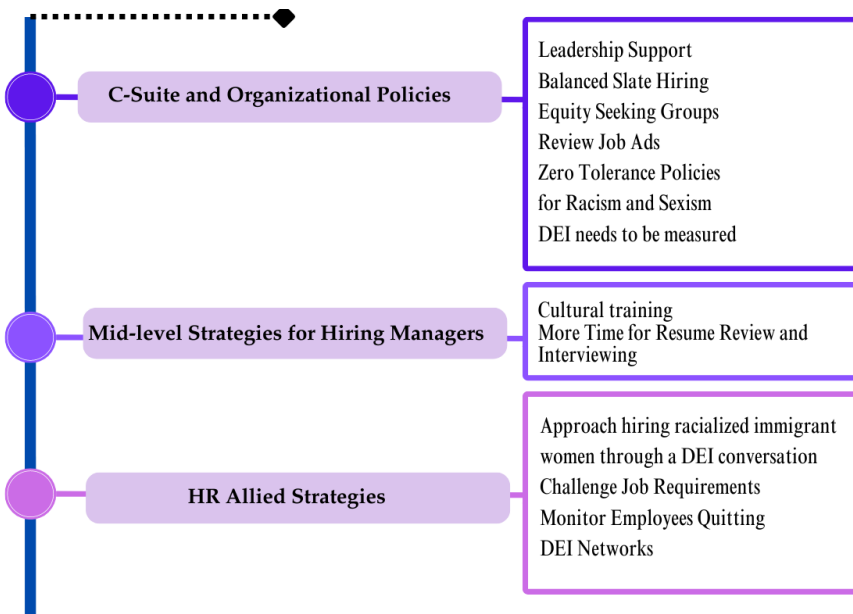 C-Suite and Organizational Policies
Leadership Support
Balanced Slate Hiring
Equity Seeking Groups
Review Job Ads
Zero Tolerance Policies
for Racism and Sexism
DEI needs to be measured
Mid-level Strategies for Hiring Managers
Cultural training
More Time for Resume Review and
Interviewing
HR Allied Strategies
Approach hiring racialized immigrant
women through a DEI conversation
Challenge Job Requirements
Monitor Employees Quitting
DEI Networks